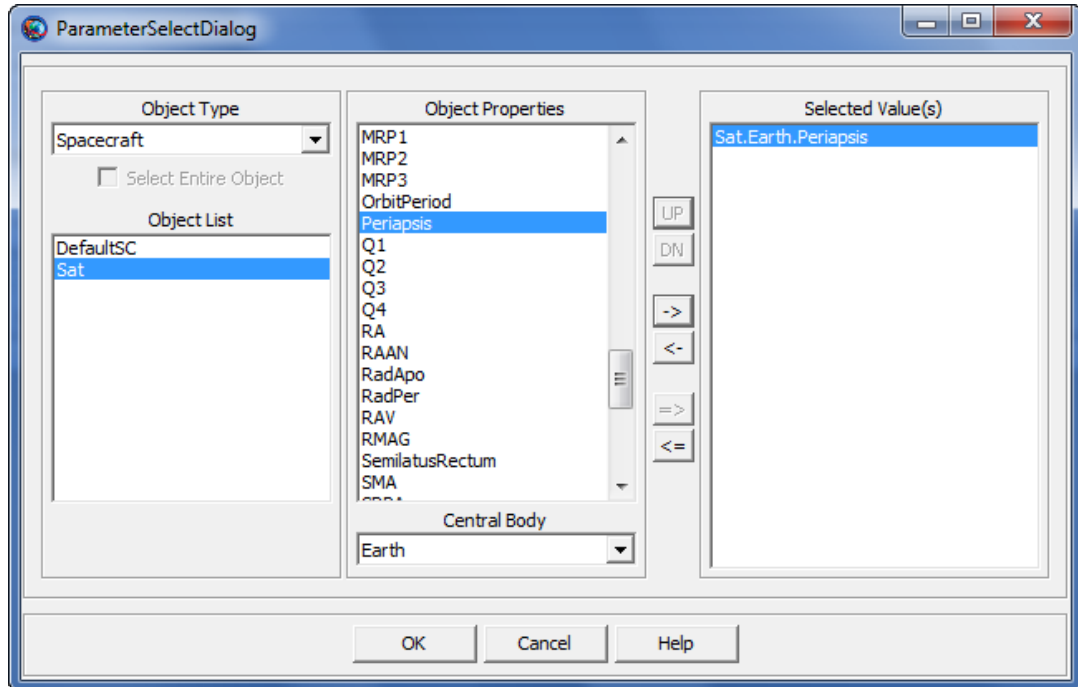 ParameterSelectDialog
Object Type
Spacecraft
Select Entire Object
Object List
DefaultSC
Sat
Object Properties
MRP1
MRP2
MRP3
OrbitPeriod
Periapsis
Q1
Q2
Q3
Q4
RA
RAAN
RadApo
RadPer
RAV
RMAG
SemilatusRectum
SMA
Central Body
Earth
UP
DN
->
<-
=>
<=
Selected Value(s)
Sat.Earth.Periapsis
OK
Cancel
Help